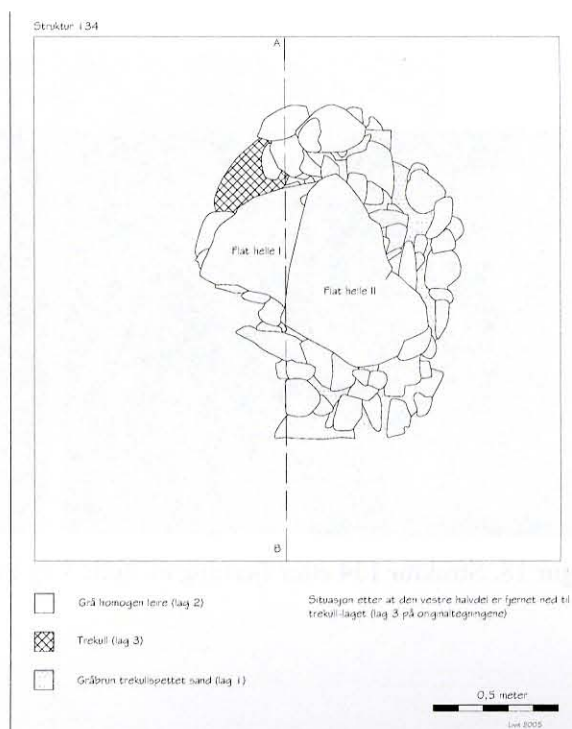 Struktur 134
A
Flat helle I
Flat helle II
B
Grå homogen leire (lag 2)
Situasjon etter at den vestre halvdel er fjernet ned til
trekull-laget (lag 3 på originaltegningene)
Trekull (lag 3)
Gråbrun trekullspettet sand (lag 1)
0,5 meter
2005